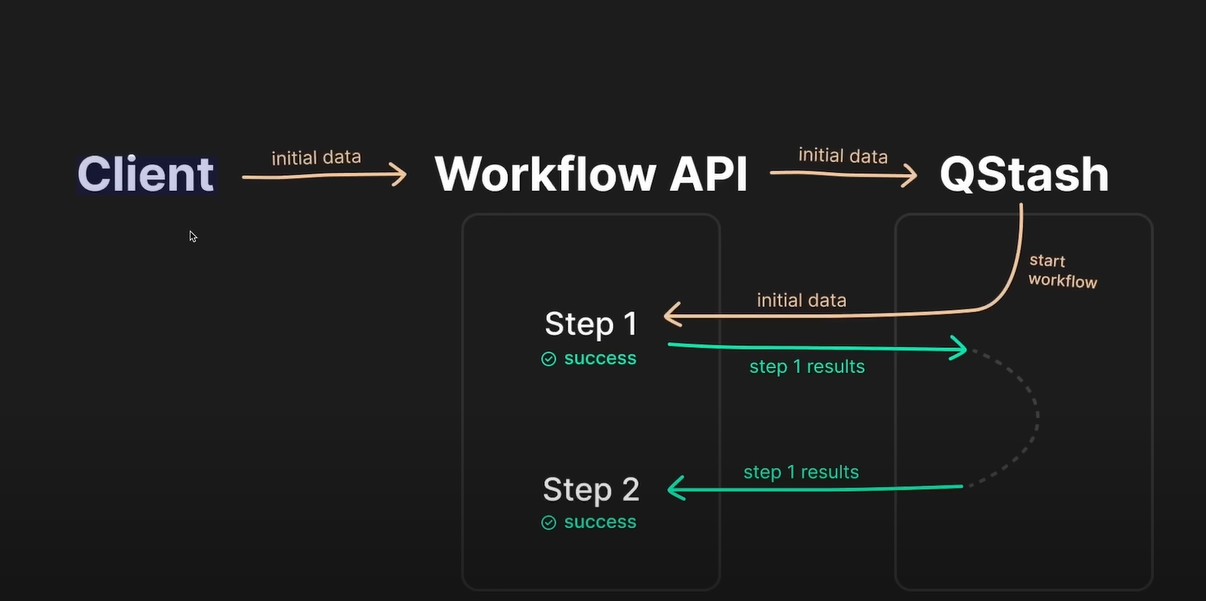 Client
initial data
Workflow API
initial data
QStash
start
workflow
initial data
Step 1
success
step 1 results
step 1 results
Step 2
success